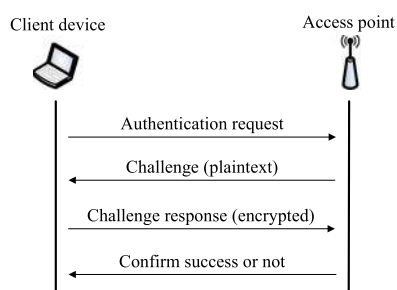 Client device
Access point
Authentication request
Challenge (plaintext)
Challenge response (encrypted)
Confirm success or not